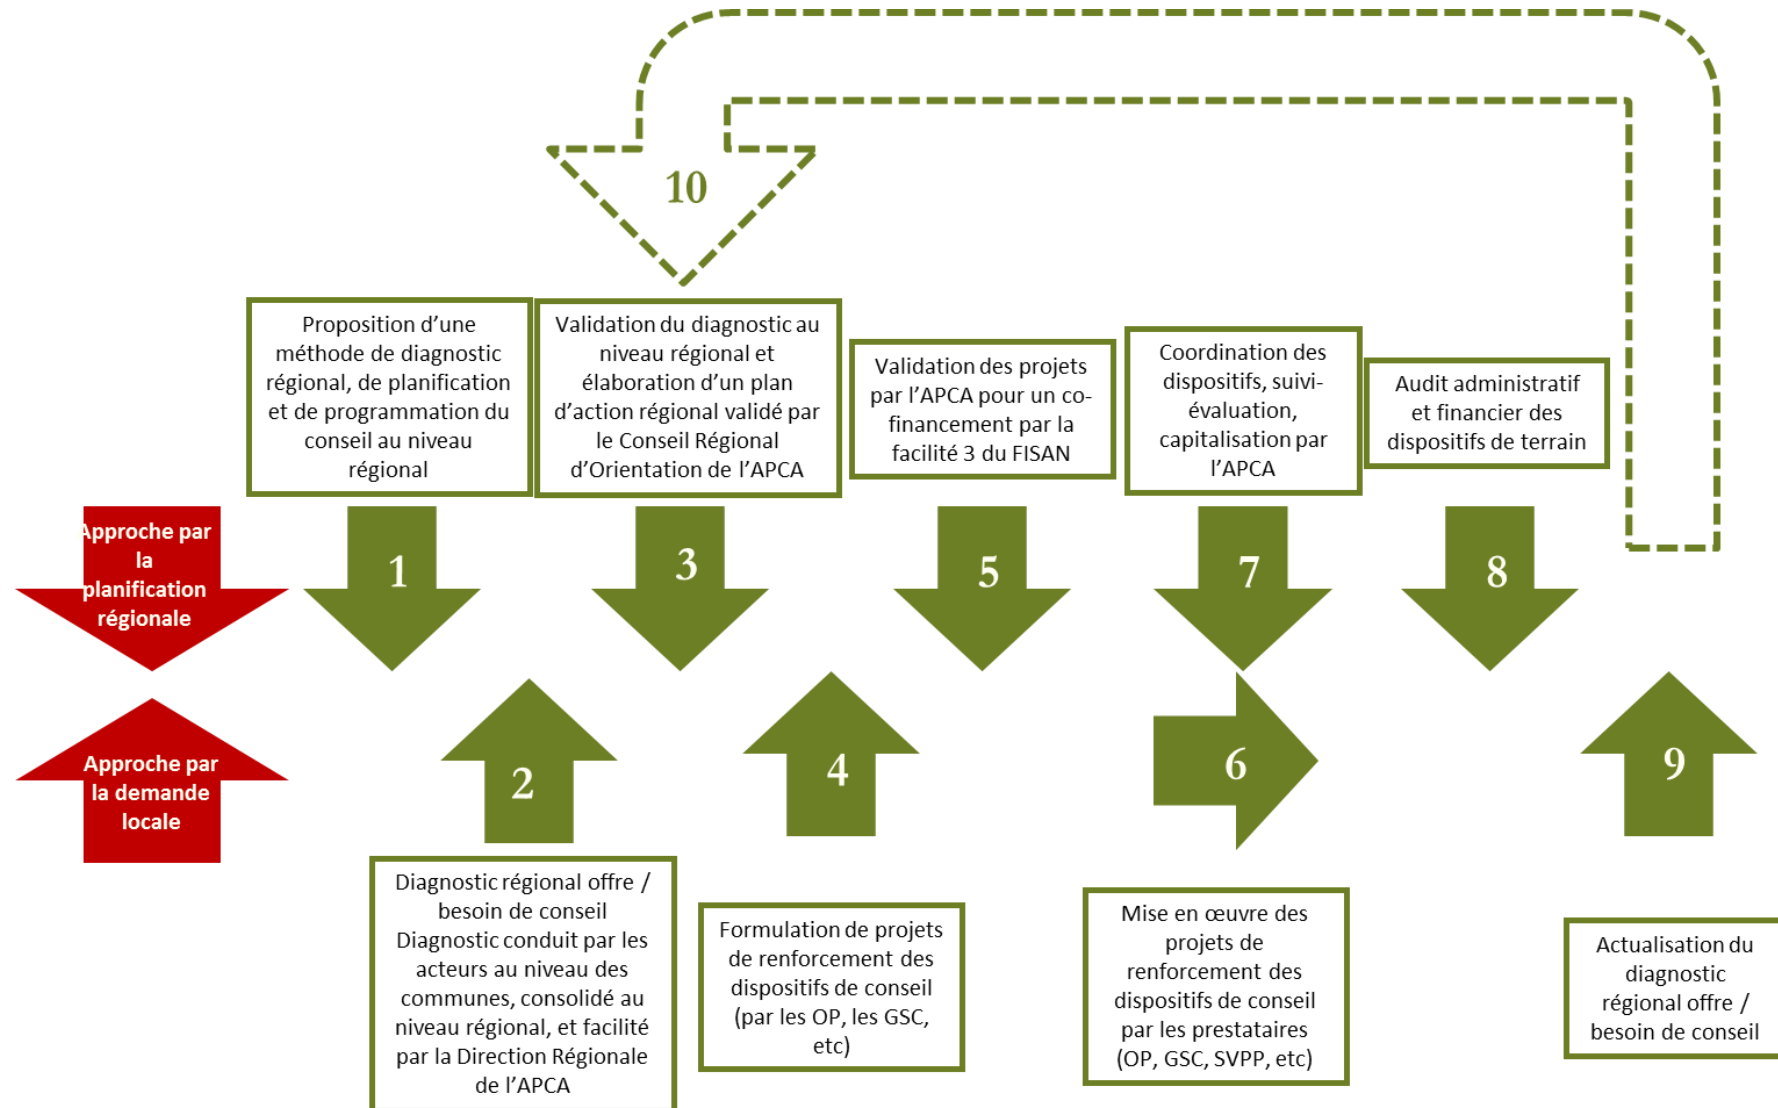 10
Proposition d’une
méthode de diagnostic
régional, de planification
et de programmation du
conseil au niveau
régional
Validation du diagnostic au
niveau régional et
élaboration d’un plan
d’action régional validé par
le Conseil Régional
d’Orientation de l’APCA
Validation des projets
par l’APCA pour un co-
financement par la
facilité 3 du FISAN
Coordination des
dispositifs, suivi-
évaluation,
capitalisation par
l’APCA
Audit administratif
et financier des
dispositifs de terrain
Approche par
la
planification
régionale
1
3
5
7
8
Approche par
la demande
locale
2
4
6
9
Diagnostic régional offre /
besoin de conseil
Diagnostic conduit par les
acteurs au niveau des
communes, consolidé au
niveau régional, et facilité
par la Direction Régionale
de l’APCA
Formulation de projets
de renforcement des
dispositifs de conseil
(par les OP, les GSC,
etc)
Mise en œuvre des
projets de
renforcement des
dispositifs de conseil
par les prestataires
(OP, GSC, SVPP, etc)
Actualisation du
diagnostic
régional offre /
besoin de conseil